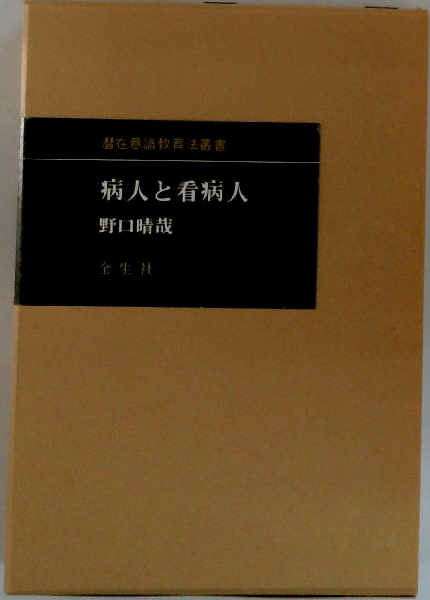 潜在意識教育法叢書
病人と看病人
野口晴哉
全生社